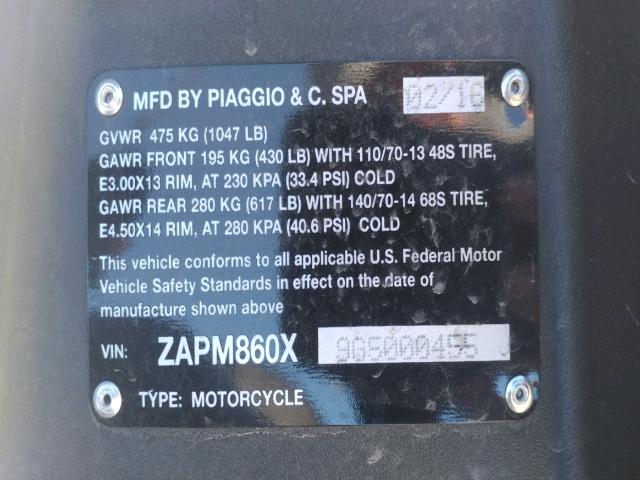 MFD BY PIAGGIO & C. SPA 02/16
GVWR 475 KG (1047 LB)
GAWR FRONT 195 KG (430 LB) WITH 110/70-13 48S TIRE,
E3.00X13 RIM, AT 230 KPA (33.4 PSI) COLD
GAWR REAR 280 KG (617 LB) WITH 140/70-14 68S TIRE,
E4.50X14 RIM, AT 280 KPA (40.6 PSI) COLD
This vehicle conforms to all applicable U.S. Federal Motor
Vehicle Safety Standards in effect on the date of
manufacture shown above
VIN: ZAPM860X 9G5000455
TYPE: MOTORCYCLE